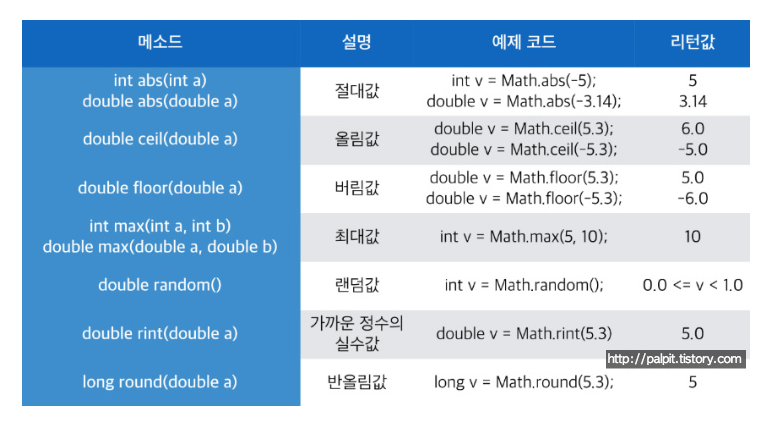 메소드 설명 예제 코드 리턴값
int abs(int a)
double abs(double a)
절대값
int v = Math.abs(-5);
double v = Math.abs(-3.14);
5
3.14
double ceil(double a)
올림값
double v = Math.ceil(5.3);
double v = Math.ceil(-5.3);
6.0
-5.0
double floor(double a)
버림값
double v = Math.floor(5.3);
double v = Math.floor(-5.3);
5.0
-6.0
int max(int a, int b)
double max(double a, double b)
최대값
int v = Math.max(5, 10);
10
double random()
랜덤값
int v = Math.random();
0.0 <= v < 1.0
double rint(double a)
가까운 정수의
실수값
double v = Math.rint(5.3)
5.0
http://palpit.tistory.com
long round(double a)
반올림값
long v = Math.round(5.3);
5